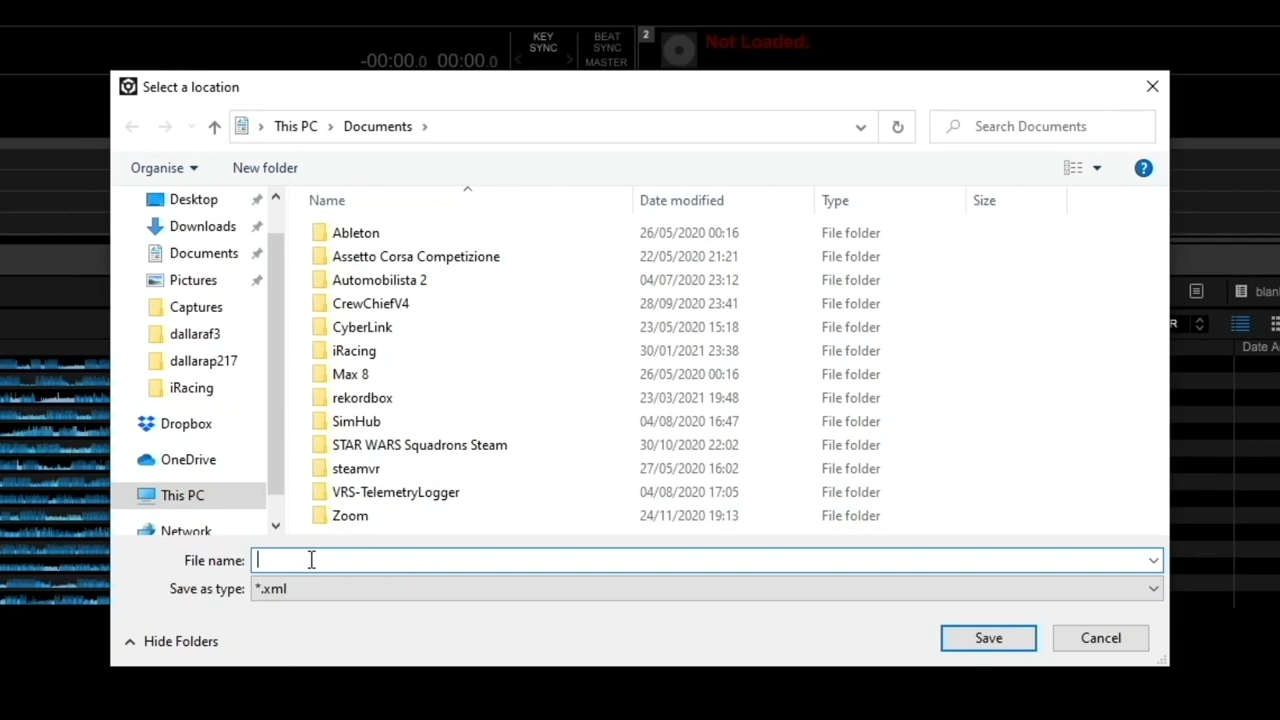 KEY SYNC
BEAT SYNC
MASTER
2
Not Loaded.
-00:00.0 00:00.0
Select a location
This PC
Documents
Search Documents
Organise
New folder
Name
Date modified
Type
Size
Desktop
Downloads
Documents
Pictures
Captures
dallaraf3
dallarap217
iRacing
Dropbox
OneDrive
This PC
Network
Ableton 26/05/2020 00:16 File folder
Assetto Corsa Competizione 22/05/2020 21:21 File folder
Automobilista 2 04/07/2020 23:12 File folder
CrewChiefV4 28/09/2020 23:41 File folder
CyberLink 23/05/2020 15:18 File folder
iRacing 30/01/2021 23:38 File folder
Max 8 26/05/2020 00:16 File folder
rekordbox 23/03/2021 19:48 File folder
SimHub 04/08/2020 16:47 File folder
STAR WARS Squadrons Steam 30/10/2020 22:02 File folder
steamvr 27/05/2020 16:02 File folder
VRS-TelemetryLogger 04/08/2020 17:05 File folder
Zoom 24/11/2020 19:13 File folder
File name:
Save as type: *.xml
Hide Folders
Save
Cancel
blan
R
Date A